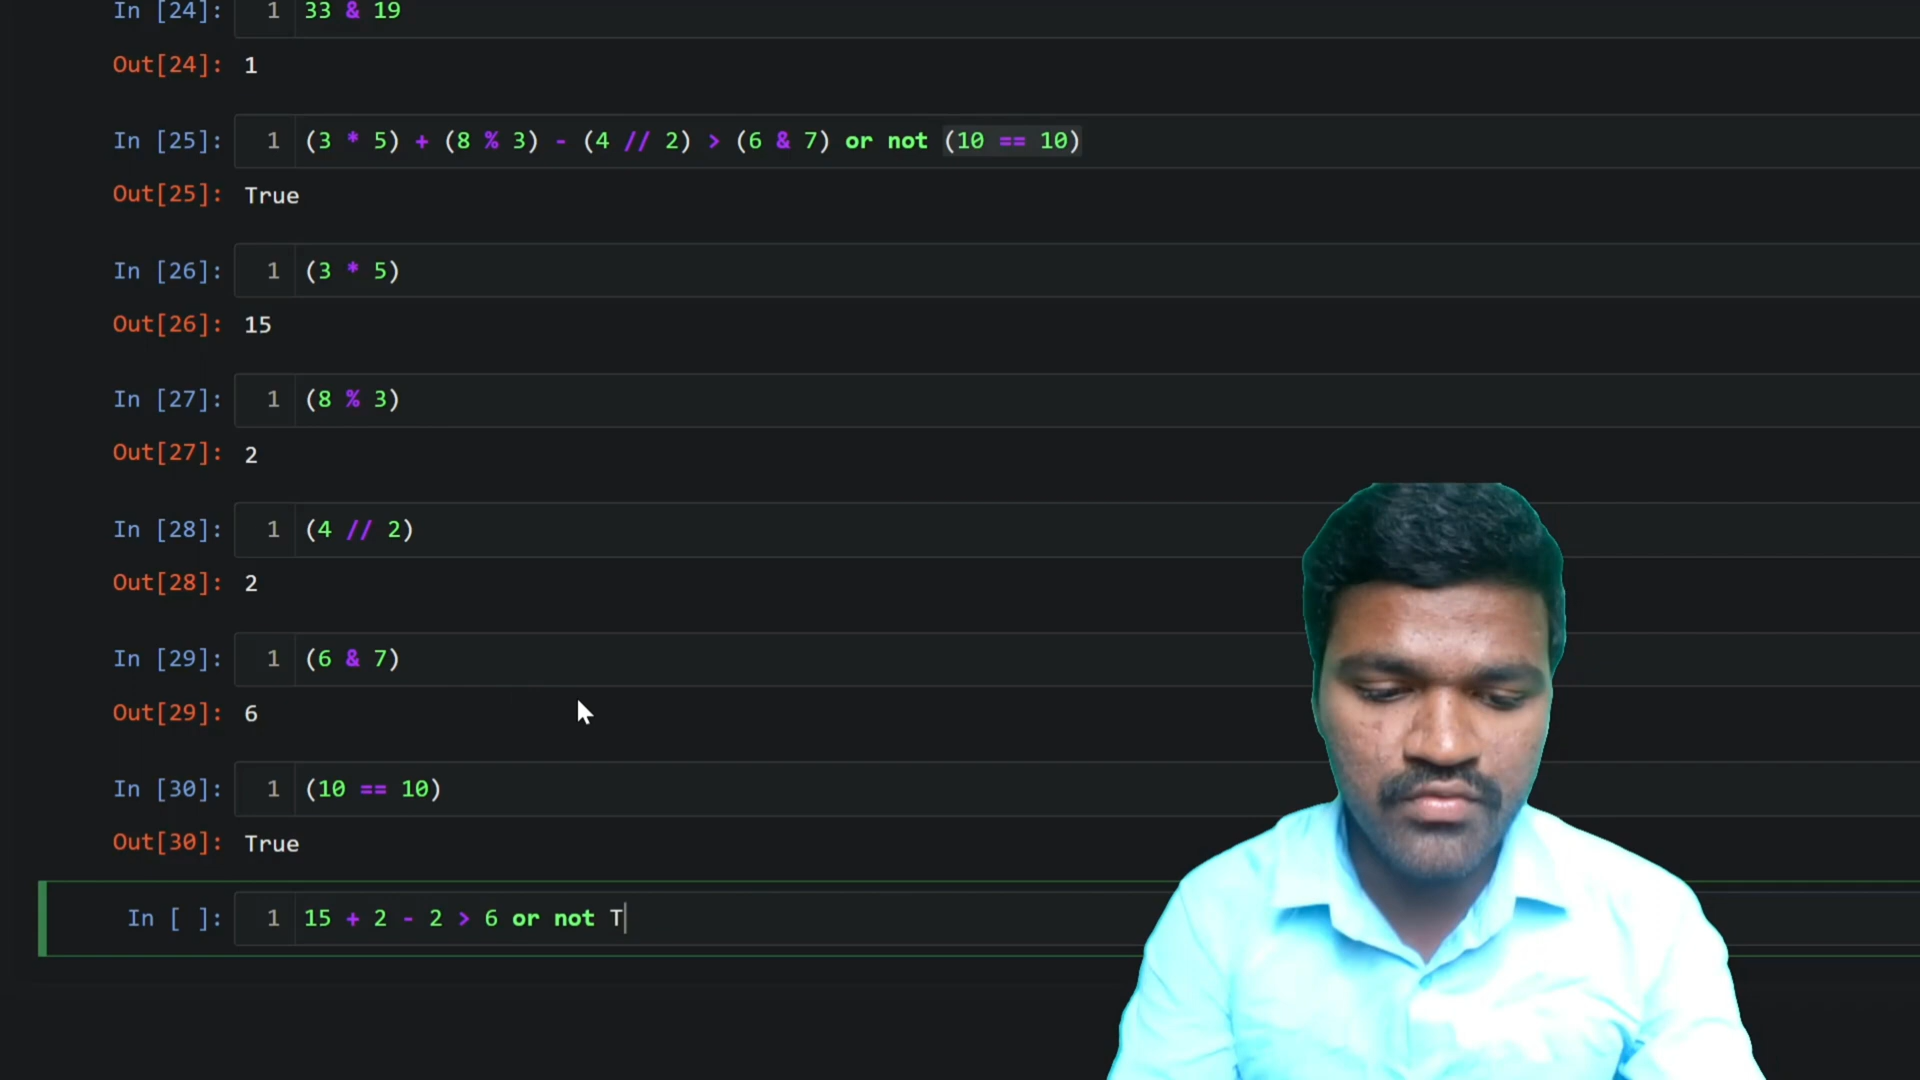 In [24]: 1 33 & 19
Out[24]: 1
In [25]: 1 (3 * 5) + (8 % 3) - (4 // 2) > (6 & 7) or not (10 == 10)
Out[25]: True
In [26]: 1 (3 * 5)
Out[26]: 15
In [27]: 1 (8 % 3)
Out[27]: 2
In [28]: 1 (4 // 2)
Out[28]: 2
In [29]: 1 (6 & 7)
Out[29]: 6
In [30]: 1 (10 == 10)
Out[30]: True
In [ ]: 1 15 + 2 - 2 > 6 or not T